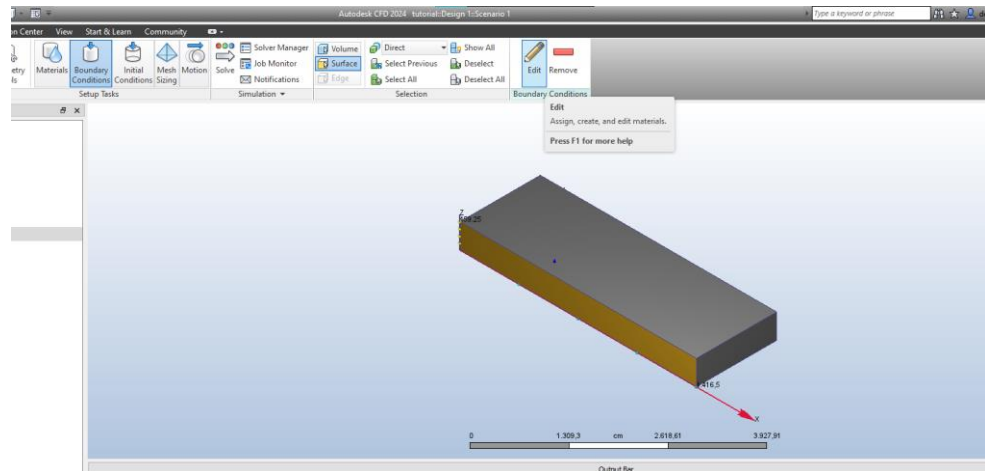 Autodesk CFD 2024 tutorial::Design 1::Scenario 1
Type a keyword or phrase
Center View Start & Learn Community
Materials
Boundary Conditions
Initial Conditions
Mesh Sizing
Motion
Solve
Solver Manager
Job Monitor
Notifications
Volume
Surface
Edge
Direct
Select Previous
Select All
Show All
Deselect
Deselect All
Edit
Remove
Setup Tasks
Simulation
Selection
Boundary Conditions
Edit
Assign, create, and edit materials.
Press F1 for more help
Z
416,5
X
0 1.309,3 cm 2.618,61 3.927,91
Output Bar